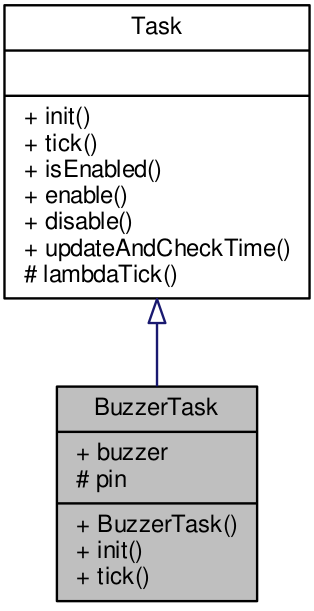 Task
+ init()
+ tick()
+ isEnabled()
+ enable()
+ disable()
+ updateAndCheckTime()
# lambdaTick()
BuzzerTask
+ buzzer
# pin
+ BuzzerTask()
+ init()
+ tick()